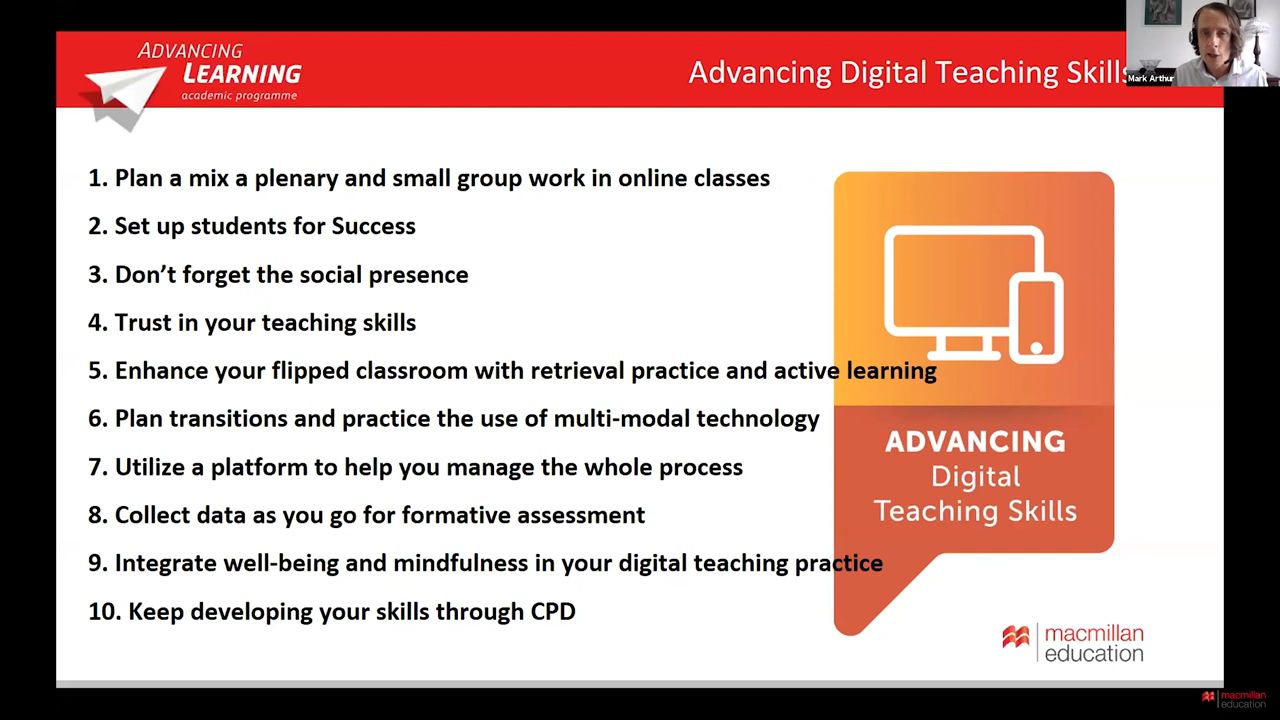 ADVANCING
LEARNING
academic programme
Advancing Digital Teaching Skills
Mark Arthur
1. Plan a mix a plenary and small group work in online classes
2. Set up students for Success
3. Don’t forget the social presence
4. Trust in your teaching skills
5. Enhance your flipped classroom with retrieval practice and active learning
6. Plan transitions and practice the use of multi-modal technology
7. Utilize a platform to help you manage the whole process
8. Collect data as you go for formative assessment
9. Integrate well-being and mindfulness in your digital teaching practice
10. Keep developing your skills through CPD
ADVANCING
Digital
Teaching Skills
macmillan
education
macmillan
education